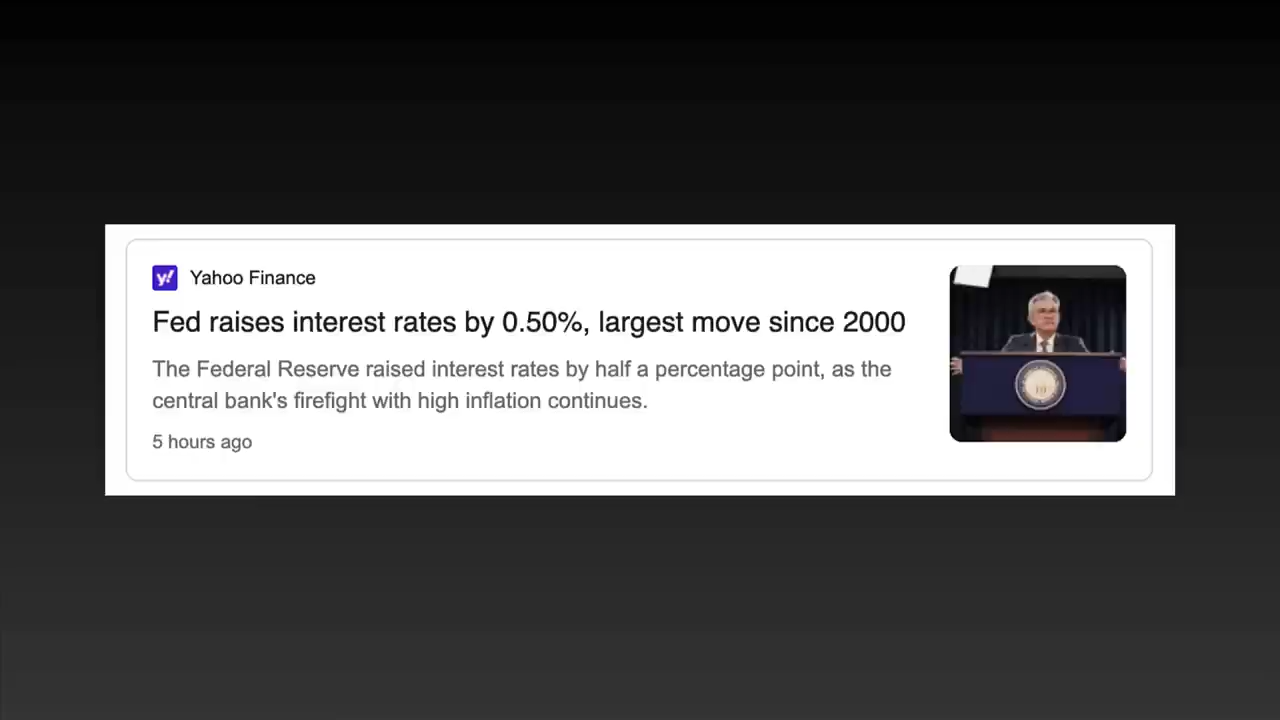 y!
Yahoo Finance
Fed raises interest rates by 0.50%, largest move since 2000
The Federal Reserve raised interest rates by half a percentage point, as the
central bank's firefight with high inflation continues.
5 hours ago